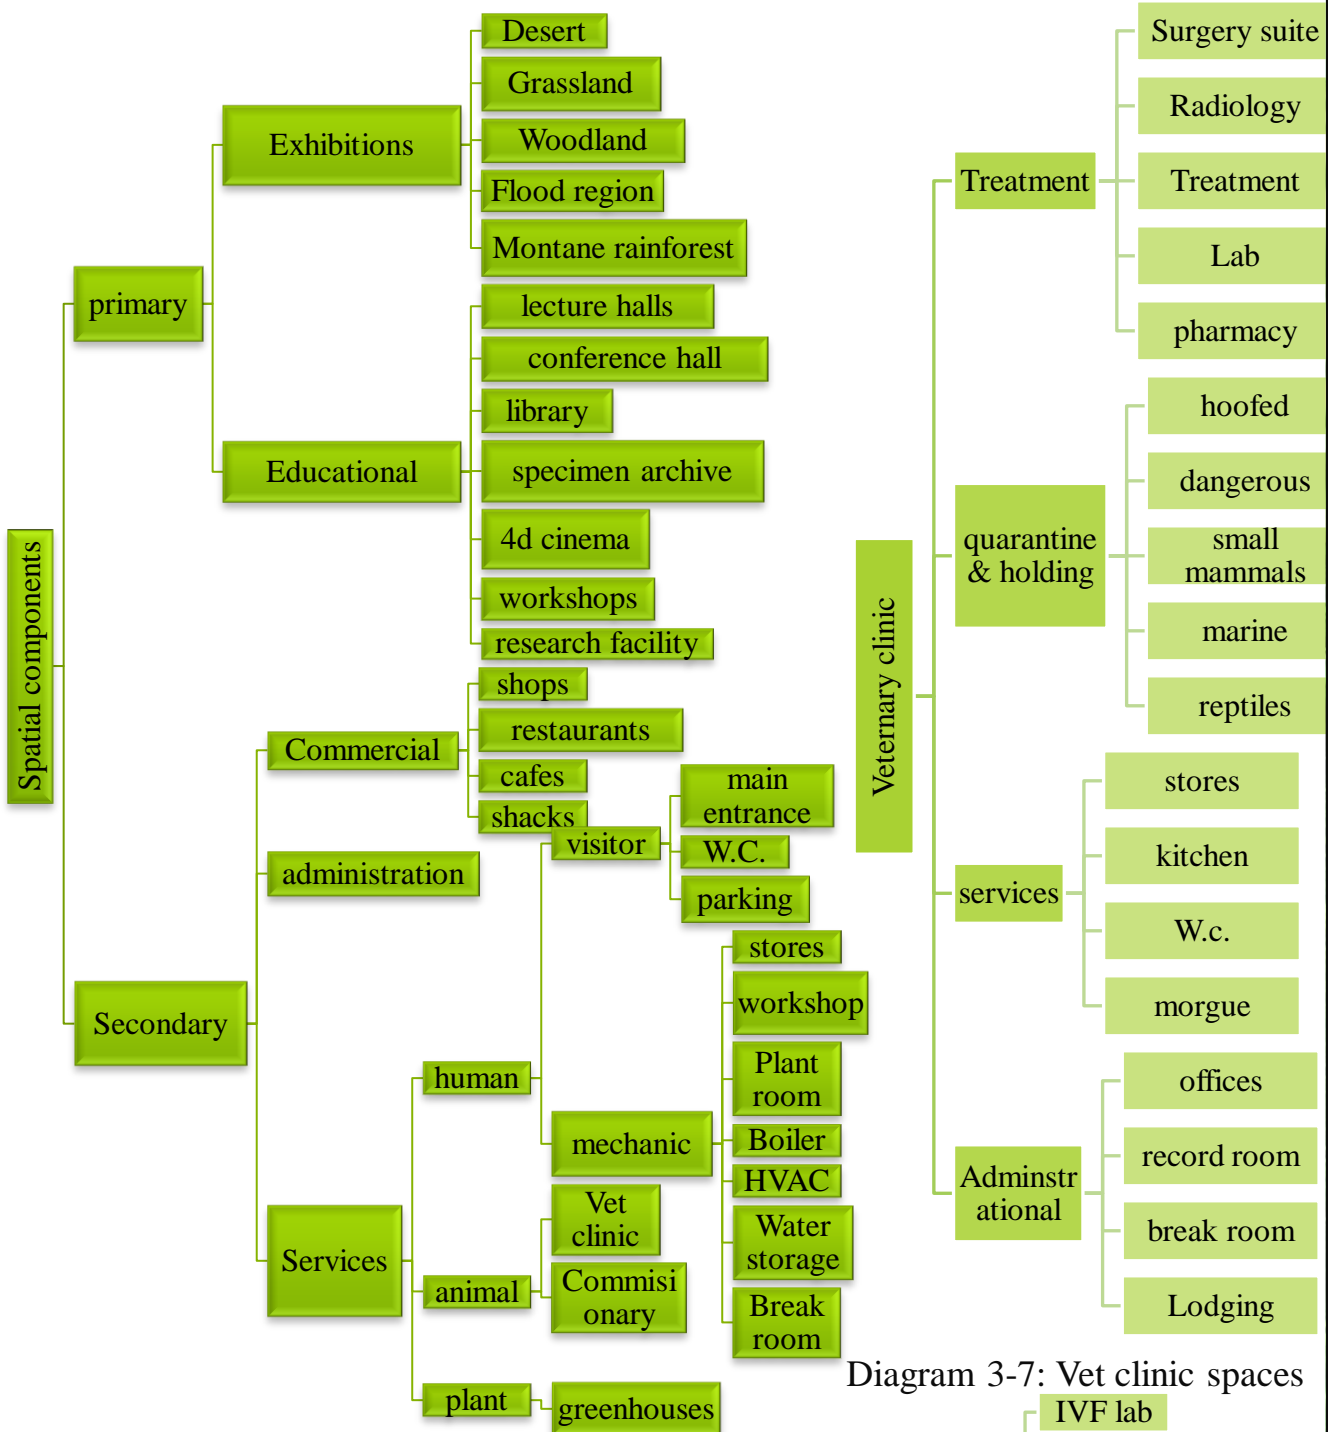 Spatial components
primary
Exhibitions
Desert
Grassland
Woodland
Flood region
Montane rainforest
Educational
lecture halls
conference hall
library
specimen archive
4d cinema
workshops
research facility
Secondary
Commercial
shops
restaurants
cafes
shacks
administration
Services
human
visitor
main
entrance
W.C.
parking
mechanic
stores
workshop
Plant
room
Boiler
HVAC
Water
storage
Break
room
animal
Vet
clinic
Commisi
onary
plant
greenhouses
Veternary clinic
Treatment
Surgery suite
Radiology
Treatment
Lab
pharmacy
quarantine
& holding
hoofed
dangerous
small
mammals
marine
reptiles
services
stores
kitchen
W.c.
morgue
Adminstr
ational
offices
record room
break room
Lodging
Diagram 3-7: Vet clinic spaces
IVF lab